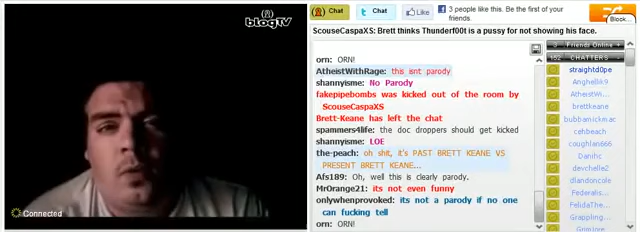 blogTV
Connected
Chat
Chat
Like
3 people like this. Be the first of your
friends.
Block...
ScouseCaspaXS: Brett thinks Thunderf00t is a pussy for not showing his face.
orn: ORN!
AtheistWithRage: this isnt parody
shannyisme: No Parody
fakepipebombs was kicked out of the room by
ScouseCaspaXS
Brett-Keane has left the chat
spammers4life: the doc droppers should get kicked
shannyisme: LOE
the-peach: oh shit, it's PAST BRETT KEANE VS
PRESENT BRETT KEANE...
Afs189: Oh, well this is clearly parody.
MrOrange21: its not even funny
onlywhenprovoked: its not a parody if no one
can fucking tell
orn: ORN!
3 Friends Online
152 CHATTERS
straightd0pe
AngheliK9
AtheistWi...
brettkeane
bubbamickmac
cehbeach
coughlan666
Danihc
devchelle2
dlandoncole
Federalis...
FelidaThe...
Grappling...
GrimLove